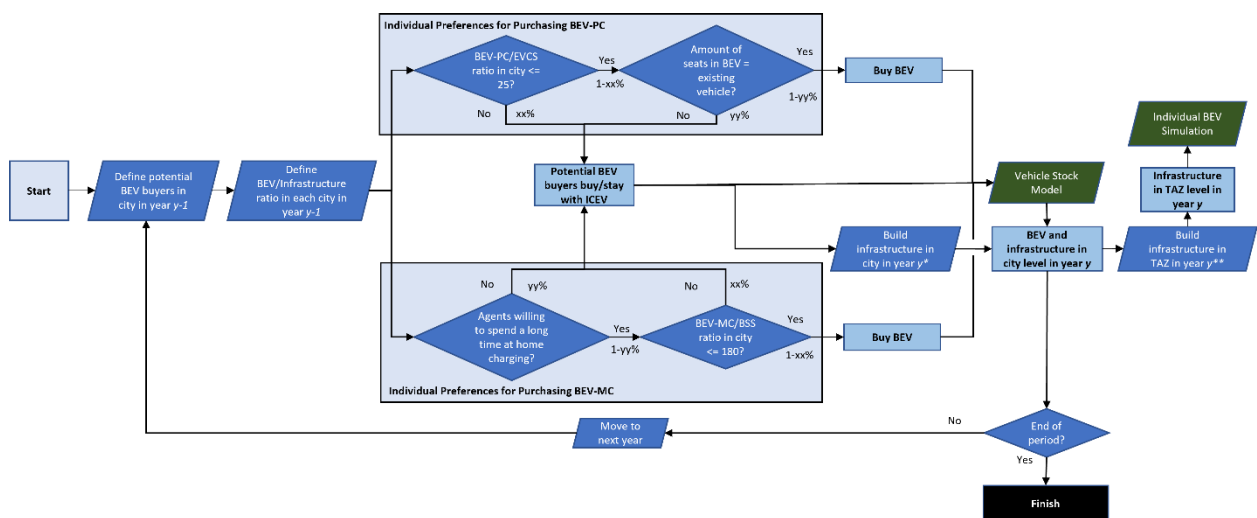 Individual Preferences for Purchasing BEV-PC
BEV-PC/EVCS
ratio in city <=
25?
Yes
1-xx%
No
xx%
Amount of
seats in BEV =
existing
vehicle?
Yes
1-yy%
No
yy%
Buy BEV
Start
Define potential
BEV buyers in
city in year y-1
Define
BEV/Infrastructure
ratio in each city in
year y-1
Potential BEV
buyers buy/stay
with ICEV
Vehicle Stock
Model
Individual BEV
Simulation
Infrastructure
in TAZ level in
year y
Build
infrastructure in
city in year y*
BEV and
infrastructure in
city level in year y
Build
infrastructure in
TAZ in year y**
No
yy%
Agents willing
to spend a long
time at home
charging?
Yes
1-yy%
No
xx%
BEV-MC/BSS
ratio in city
<= 180?
Yes
1-xx%
Buy BEV
Individual Preferences for Purchasing BEV-MC
Move to
next year
No
End of
period?
Yes
Finish